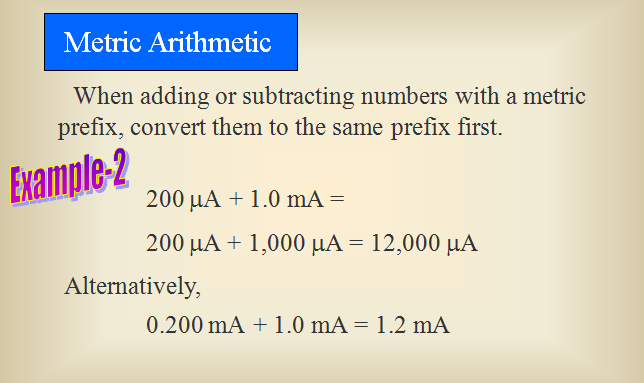 Metric Arithmetic
When adding or subtracting numbers with a metric
prefix, convert them to the same prefix first.
Example-2
200 μA + 1.0 mA =
200 μA + 1,000 μA = 12,000 μA
Alternatively,
0.200 mA + 1.0 mA = 1.2 mA